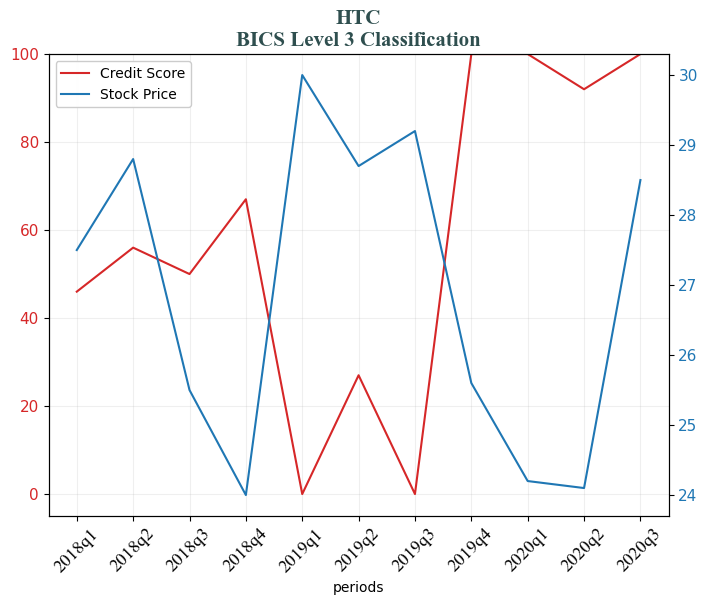 HTC
BICS Level 3 Classification
Credit Score
Stock Price
100
80
60
40
20
0
30
29
28
27
26
25
24
2018q1
2018q2
2018q3
2018q4
2019q1
2019q2
2019q3
2019q4
2020q1
2020q2
2020q3
periods